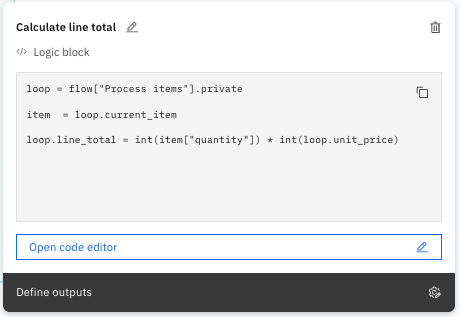 Calculate line total
</> Logic block
loop = flow["Process items"].private
item  = loop.current_item
loop.line_total = int(item["quantity"]) * int(loop.unit_price)
Open code editor
Define outputs